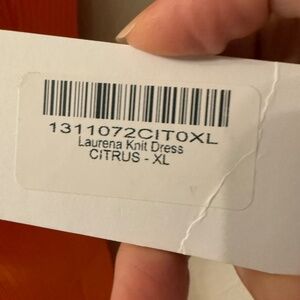 1311072CIT0XL
Laurena Knit Dress
CITRUS - XL